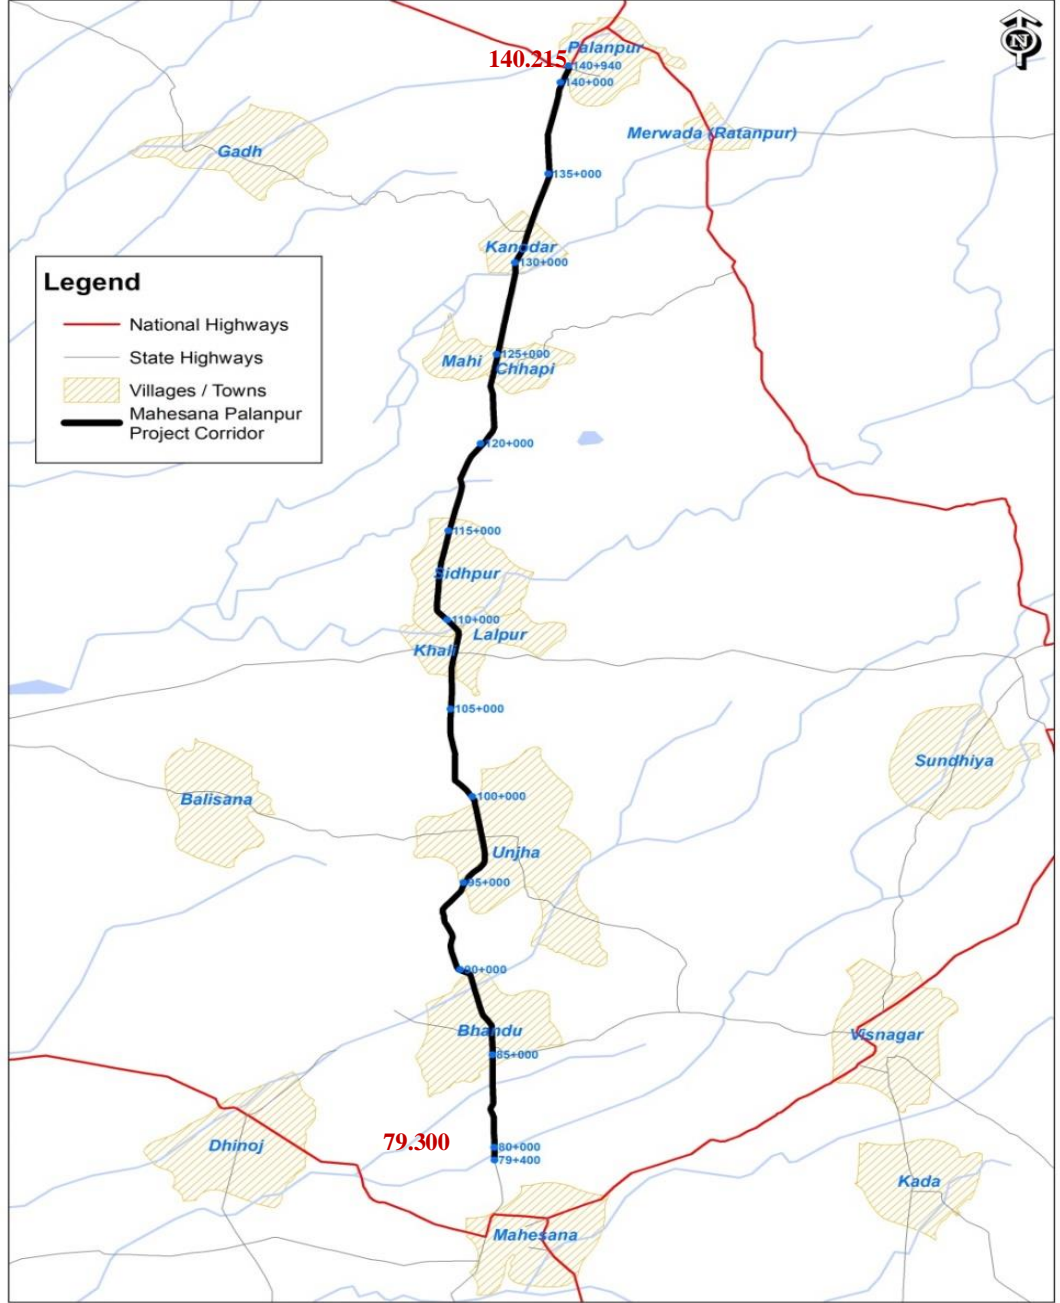 N
Palanpur
140.215
140+940
140+000
Merwada (Ratanpur)
Gadh
135+000
Kanodar
130+000
Legend
National Highways
State Highways
Villages / Towns
Mahesana Palanpur
Project Corridor
125+000
Mahi
Chhapi
120+000
115+000
Sidhpur
110+000
Lalpur
Khali
105+000
Sundhiya
Balisana
100+000
Unjha
95+000
90+000
Bhandu
Visnagar
85+000
Dhinoj
79.300
80+000
79+400
Kada
Mahesana